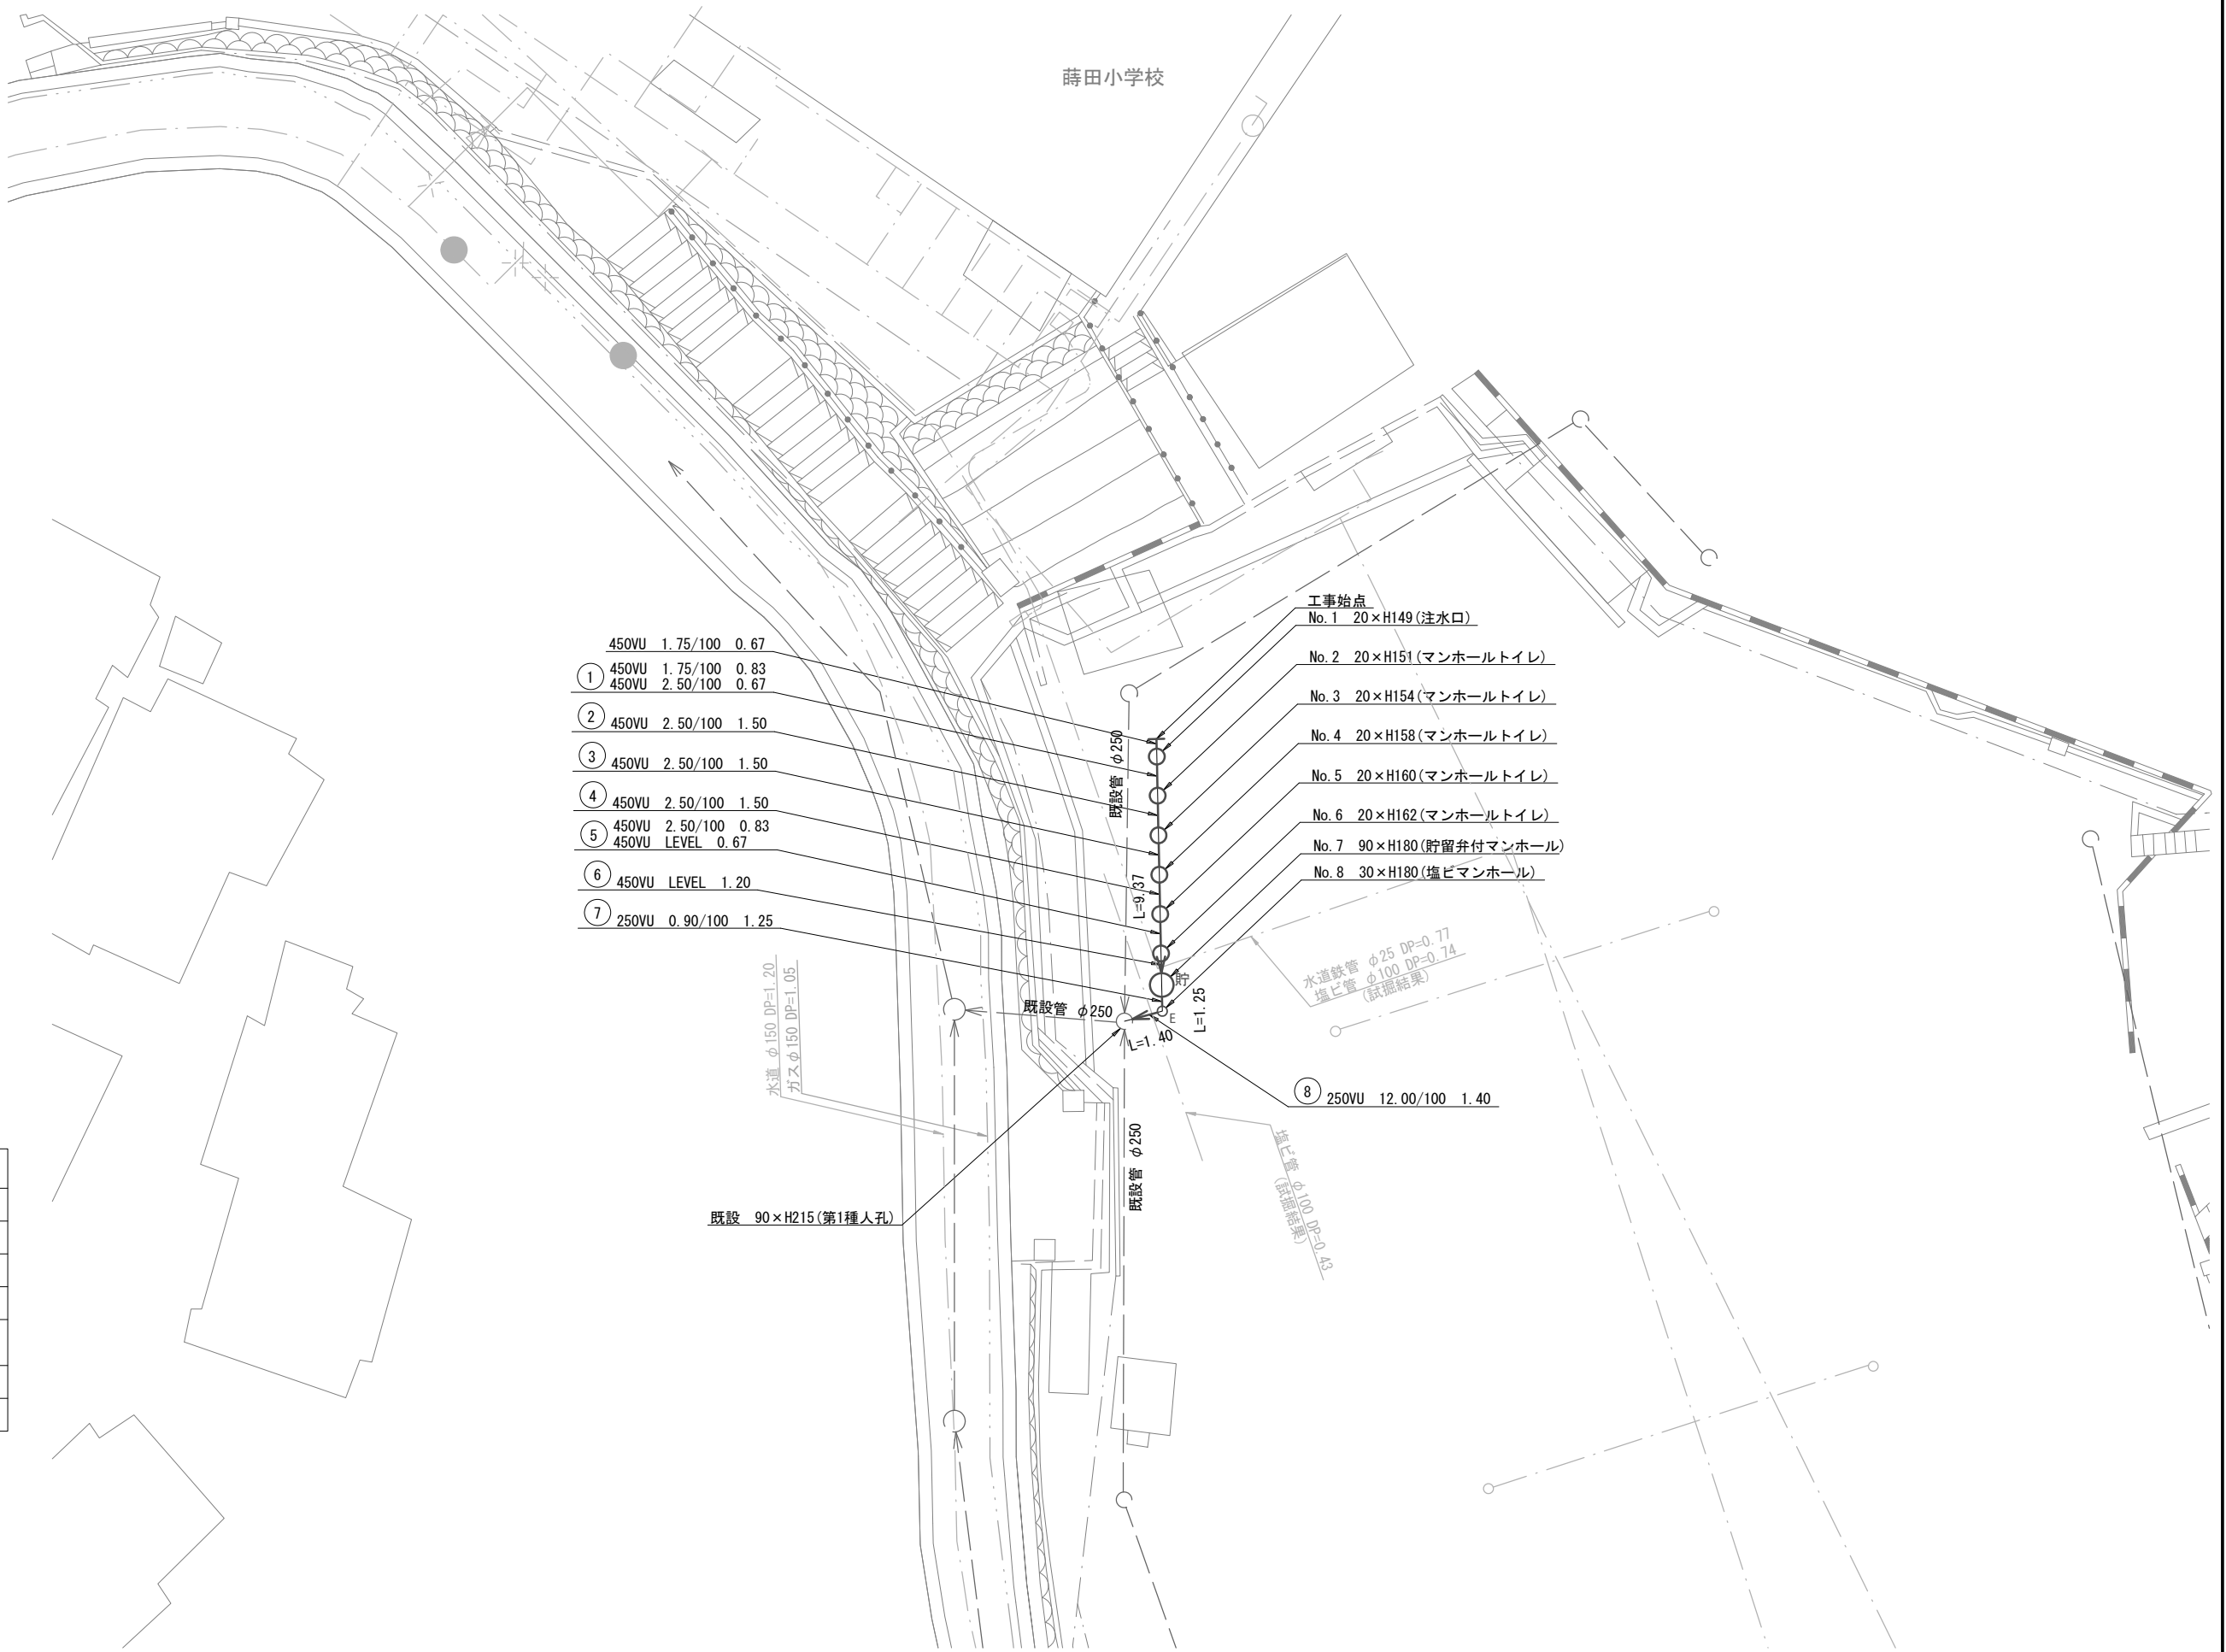 蒔田小学校
工事始点
No.1 20×H149(注水口)
No.2 20×H151(マンホールトイレ)
No.3 20×H154(マンホールトイレ)
No.4 20×H158(マンホールトイレ)
No.5 20×H160(マンホールトイレ)
No.6 20×H162(マンホールトイレ)
No.7 90×H180(貯留弁付マンホール)
No.8 30×H180(塩ビマンホール)
450VU 1.75/100 0.67
① 450VU 1.75/100 0.83
450VU 2.50/100 0.67
② 450VU 2.50/100 1.50
③ 450VU 2.50/100 1.50
④ 450VU 2.50/100 1.50
⑤ 450VU 2.50/100 0.83
450VU LEVEL 0.67
⑥ 450VU LEVEL 1.20
⑦ 250VU 0.90/100 1.25
既設管 φ250
L=9.37
貯
E
L=1.25
既設管 φ250
L=1.40
水道鉄管 φ25 DP=0.77
塩ビ管 φ100 DP=0.74
(試掘結果)
水道 φ150 DP=1.20
ガスφ150 DP=1.05
⑧ 250VU 12.00/100 1.40
既設管 φ250
塩ビ管 φ100 DP=0.43
(試掘結果)
既設 90×H215(第1種人孔)